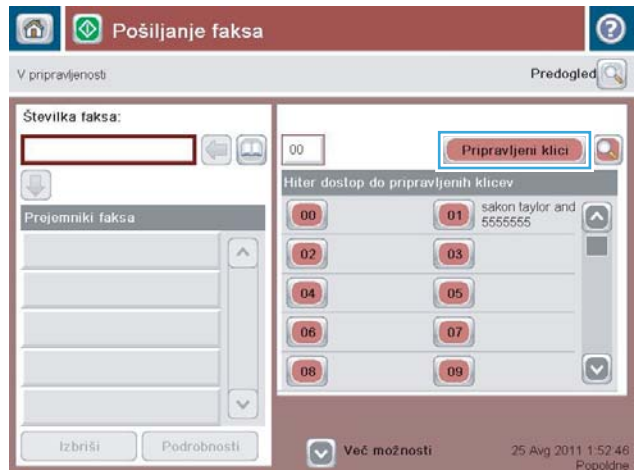 Pošiljanje faksa
V pripravljenosti
Predogled
Številka faksa:
00
Pripravljeni klici
Hiter dostop do pripravljenih klicev
00
01
sakon taylor and
5555555
Prejemniki faksa
02
03
04
05
06
07
08
09
Izbriši
Podrobnosti
Več možnosti
25 Avg 2011 1:52:46
Popoldne